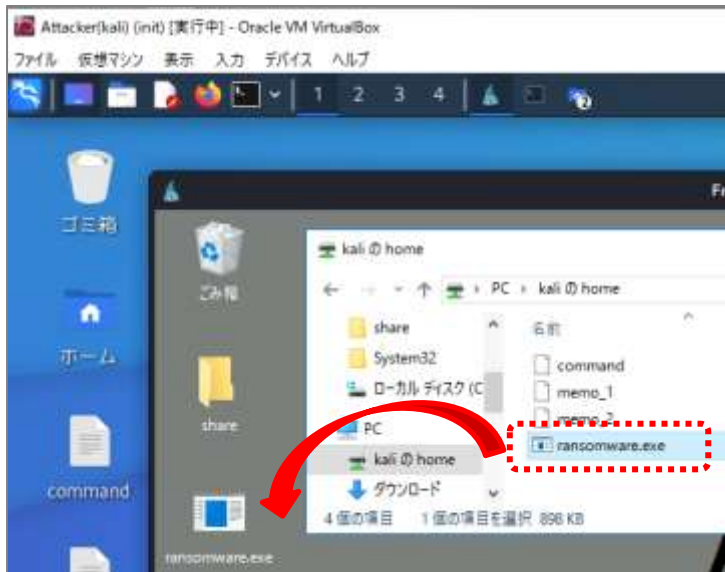 Attacker(kali) (init) [実行中] - Oracle VM VirtualBox
ファイル 仮想マシン 表示 入力 デバイス ヘルプ
1 2 3 4
2
Fr
ゴミ箱
kali の home
ごみ箱
PC › kali の home
share
名前
System32
command
ホーム
ローカル ディスク (C
memo_1
share
PC
memo_2
ransomware.exe
kali の home
command
ダウンロード
4 個の項目 1 個の項目を選択 898 KB
ransomware.exe